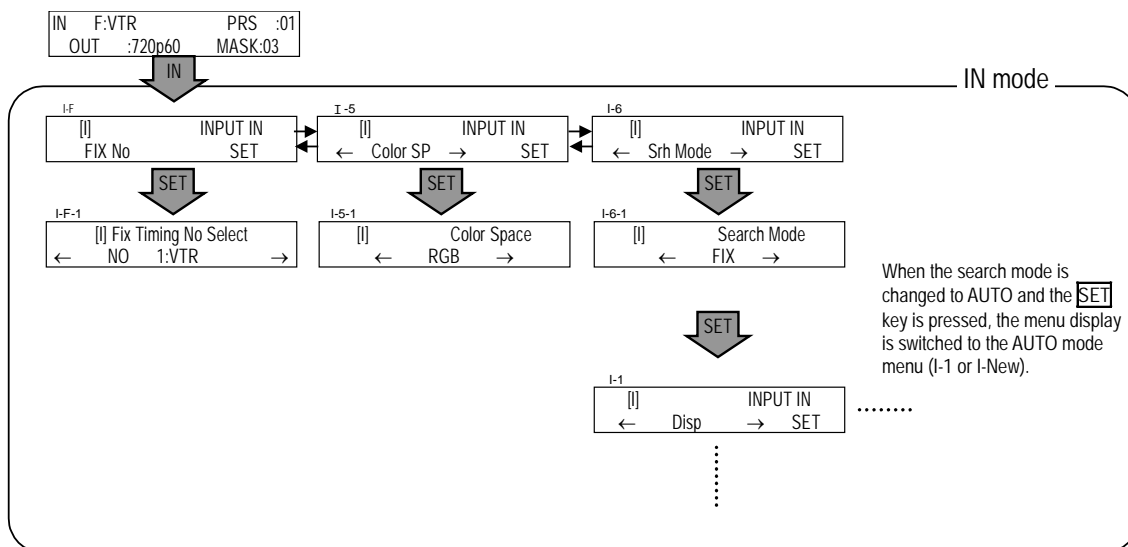 IN F:VTR PRS :01
OUT :720p60 MASK:03
IN
IN mode
I-F
[I] INPUT IN
FIX No SET
I-5
[I] INPUT IN
← Color SP → SET
I-6
[I] INPUT IN
← Srh Mode → SET
SET
SET
SET
I-F-1
[I] Fix Timing No Select
← NO 1:VTR →
I-5-1
[I] Color Space
← RGB →
I-6-1
[I] Search Mode
← FIX →
When the search mode is
changed to AUTO and the SET
key is pressed, the menu display
is switched to the AUTO mode
menu (I-1 or I-New).
SET
I-1
[I] INPUT IN
← Disp → SET